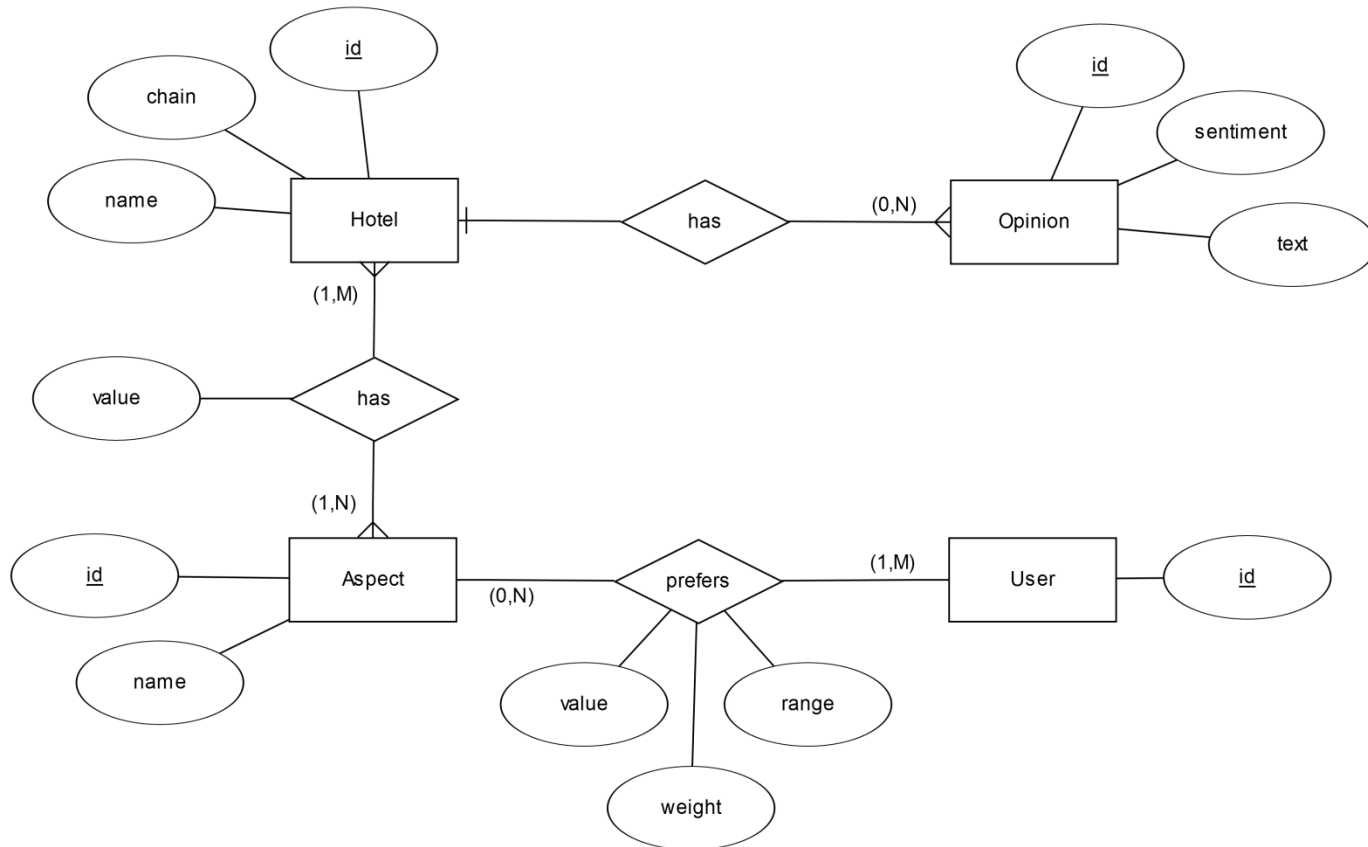 id
chain
name
Hotel
has
(0,N)
Opinion
id
sentiment
text
(1,M)
value
has
(1,N)
id
Aspect
name
(0,N)
prefers
(1,M)
User
id
value
range
weight